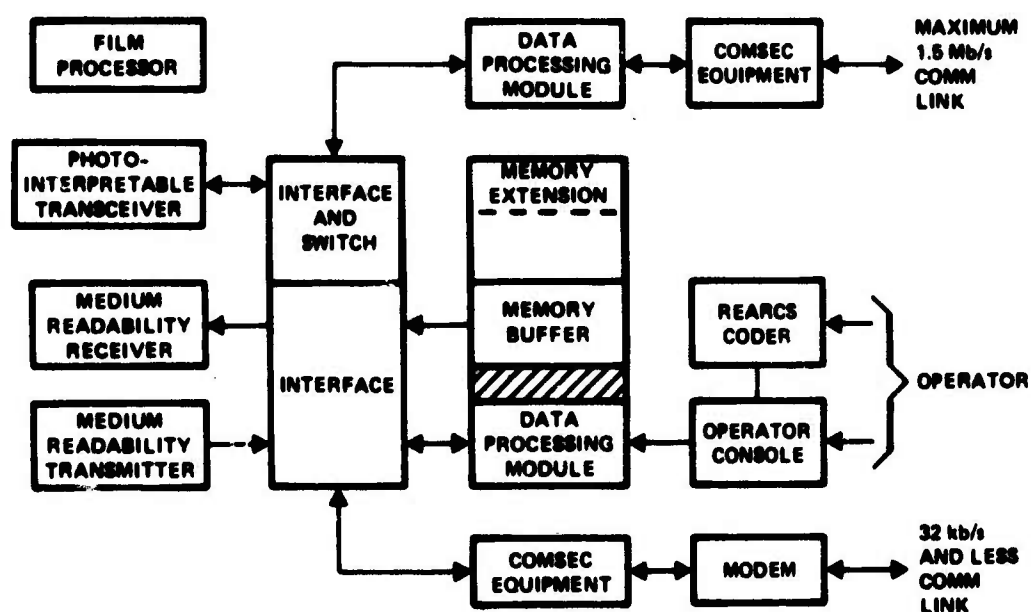 FILM
PROCESSOR
DATA
PROCESSING
MODULE
COMSEC
EQUIPMENT
MAXIMUM
1.5 Mb/s
COMM
LINK
PHOTO-
INTERPRETABLE
TRANSCEIVER
INTERFACE
AND
SWITCH
MEMORY
EXTENSION
MEDIUM
READABILITY
RECEIVER
INTERFACE
MEMORY
BUFFER
REARCS
CODER
OPERATOR
MEDIUM
READABILITY
TRANSMITTER
DATA
PROCESSING
MODULE
OPERATOR
CONSOLE
COMSEC
EQUIPMENT
MODEM
32 kb/s
AND LESS
COMM
LINK